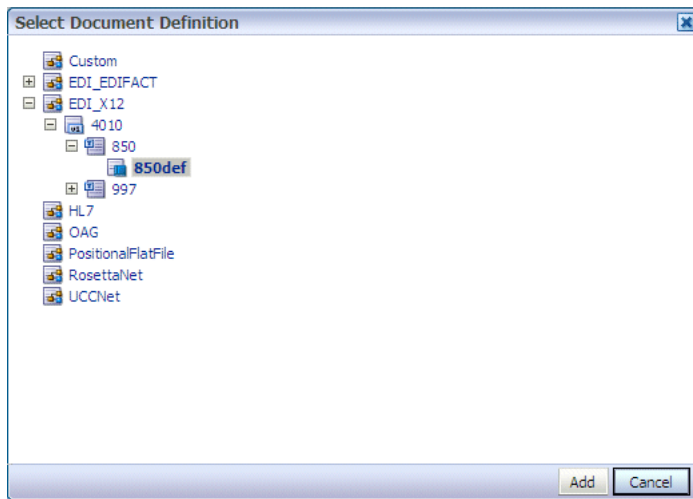 Select Document Definition
Custom
EDI_EDIFACT
EDI_X12
4010
850
850def
997
HL7
OAG
PositionalFlatFile
RosettaNet
UCCNet
Add Cancel